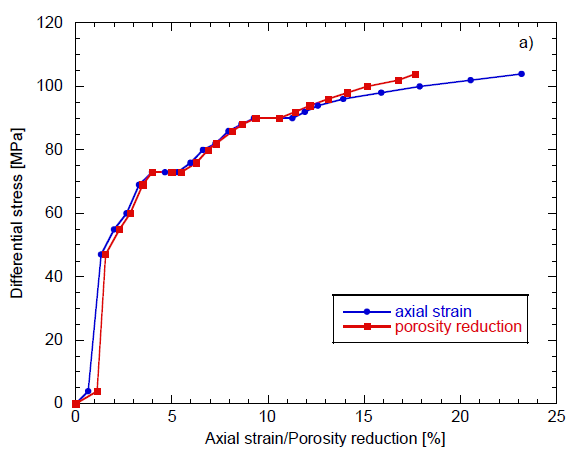 120
a)
100
80
60
40
20
0
Differential stress [MPa]
axial strain
porosity reduction
0 5 10 15 20 25
Axial strain/Porosity reduction [%]